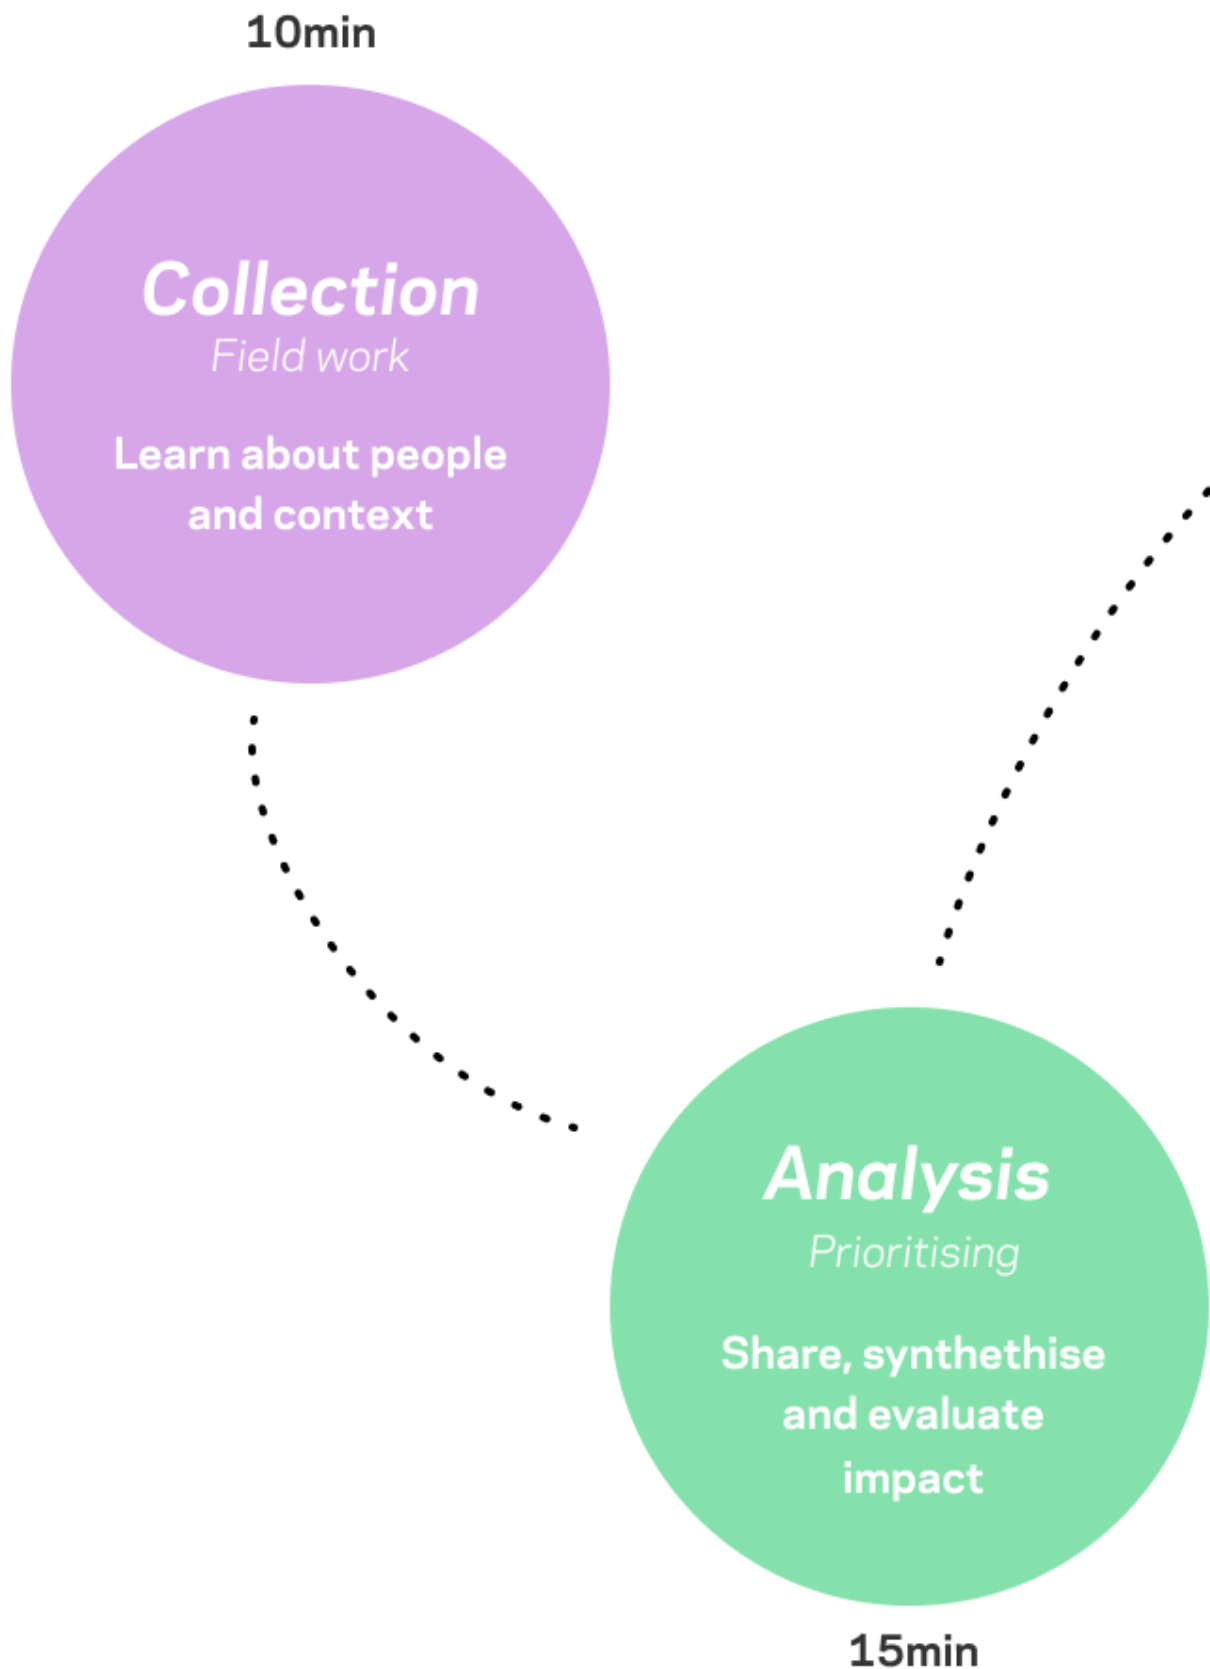 10min
Collection
Field work
Learn about people
and context
Analysis
Prioritising
Share, synthethise
and evaluate
impact
15min